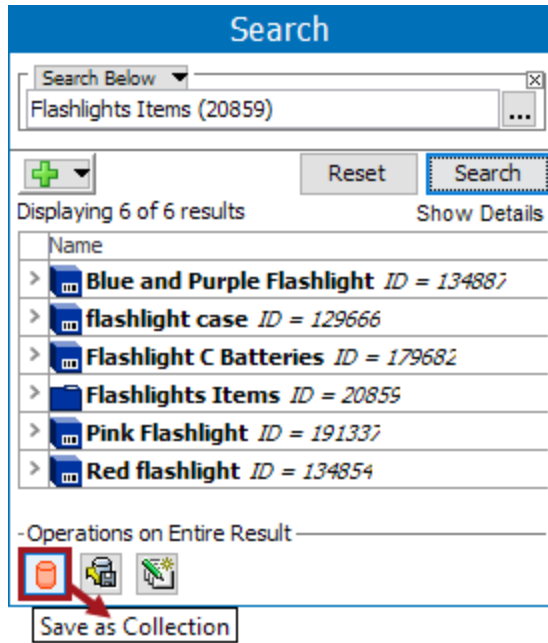 Search
Search Below
Flashlights Items (20859)
...
Reset
Search
Displaying 6 of 6 results
Show Details
Name
Blue and Purple Flashlight ID = 134887
flashlight case ID = 129666
Flashlight C Batteries ID = 179682
Flashlights Items ID = 20859
Pink Flashlight ID = 191337
Red flashlight ID = 134854
Operations on Entire Result
Save as Collection